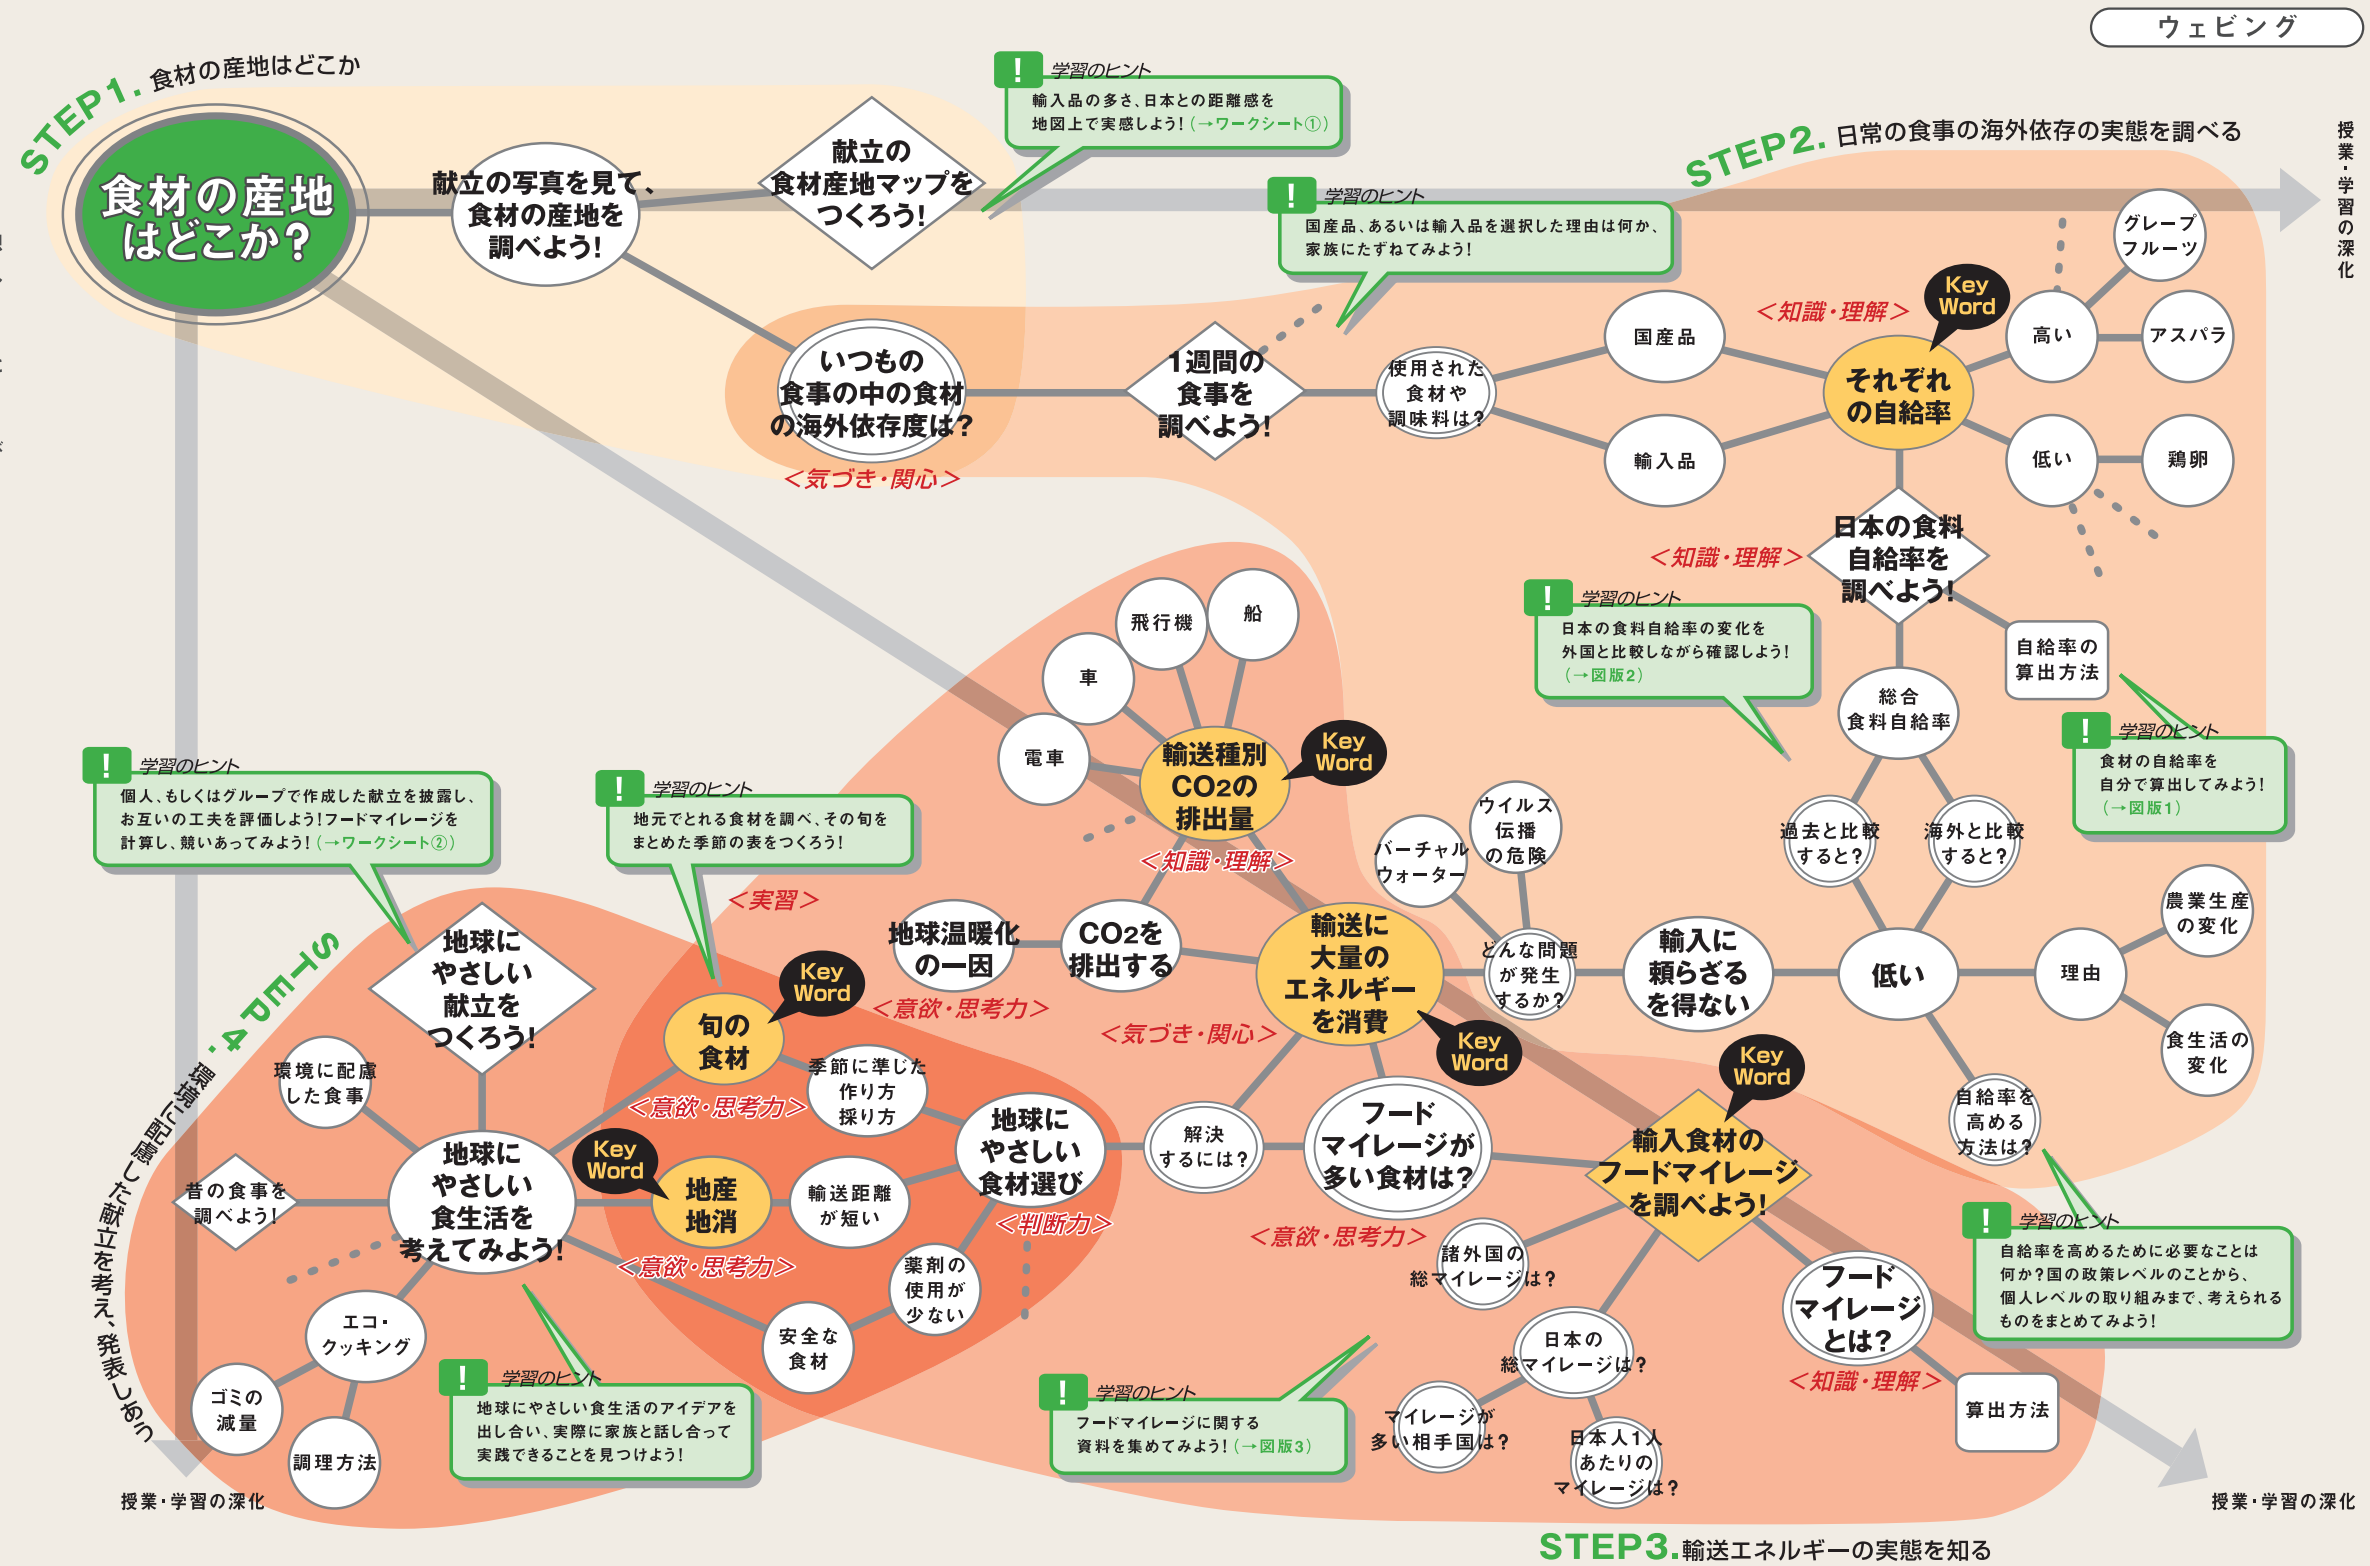 ウェビング
STEP1. 食材の産地はどこか
食材の産地
はどこか？
献立の写真を見て、
食材の産地を
調べよう!
献立の
食材産地マップを
つくろう!
! 学習のヒント
輸入品の多さ、日本との距離感を
地図上で実感しよう!（→ワークシート①）
いつもの
食事の中の食材
の海外依存度は？
＜気づき・関心＞
STEP2. 日常の食事の海外依存の実態を調べる
授業・学習の深化
! 学習のヒント
国産品、あるいは輸入品を選択した理由は何か、
家族にたずねてみよう!
1週間の
食事を
調べよう!
使用された
食材や
調味料は?
国産品
輸入品
＜知識・理解＞
Key
Word
それぞれ
の自給率
高い
グレープ
フルーツ
アスパラ
低い
鶏卵
日本の食料
自給率を
調べよう!
＜知識・理解＞
自給率の
算出方法
! 学習のヒント
日本の食料自給率の変化を
外国と比較しながら確認しよう!
（→図版2）
! 学習のヒント
食材の自給率を
自分で算出してみよう!
（→図版1）
総合
食料自給率
過去と比較
すると?
海外と比較
すると?
低い
理由
農業生産
の変化
食生活の
変化
自給率を
高める
方法は?
! 学習のヒント
自給率を高めるために必要なことは
何か?国の政策レベルのことから、
個人レベルの取り組みまで、考えられる
ものをまとめてみよう!
輸入に
頼らざる
を得ない
どんな問題
が発生
するか?
バーチャル
ウォーター
ウイルス
伝播
の危険
輸送に
大量の
エネルギー
を消費
Key
Word
＜気づき・関心＞
輸送種別
CO2の
排出量
Key
Word
＜知識・理解＞
電車
車
飛行機
船
CO2を
排出する
地球温暖化
の一因
＜意欲・思考力＞
フード
マイレージが
多い食材は?
＜意欲・思考力＞
解決
するには?
輸入食材の
フードマイレージ
を調べよう!
Key
Word
諸外国の
総マイレージは?
日本の
総マイレージは?
マイレージが
多い相手国は?
日本人1人
あたりの
マイレージは?
フード
マイレージ
とは?
＜知識・理解＞
算出方法
! 学習のヒント
フードマイレージに関する
資料を集めてみよう!（→図版3）
STEP3.輸送エネルギーの実態を知る
授業・学習の深化
地球に
やさしい
食材選び
＜判断力＞
季節に準じた
作り方
採り方
輸送距離
が短い
薬剤の
使用が
少ない
安全な
食材
旬の
食材
Key
Word
＜意欲・思考力＞
地産
地消
Key
Word
＜意欲・思考力＞
! 学習のヒント
地元でとれる食材を調べ、その旬を
まとめた季節の表をつくろう!
＜実習＞
! 学習のヒント
個人、もしくはグループで作成した献立を披露し、
お互いの工夫を評価しよう!フードマイレージを
計算し、競いあってみよう!（→ワークシート②）
STEP4. 環境に配慮した献立を考え、発表しあう
地球に
やさしい
献立を
つくろう!
環境に配慮
した食事
昔の食事を
調べよう!
地球に
やさしい
食生活を
考えてみよう!
エコ・
クッキング
ゴミの
減量
調理方法
! 学習のヒント
地球にやさしい食生活のアイデアを
出し合い、実際に家族と話し合って
実践できることを見つけよう!
授業・学習の深化